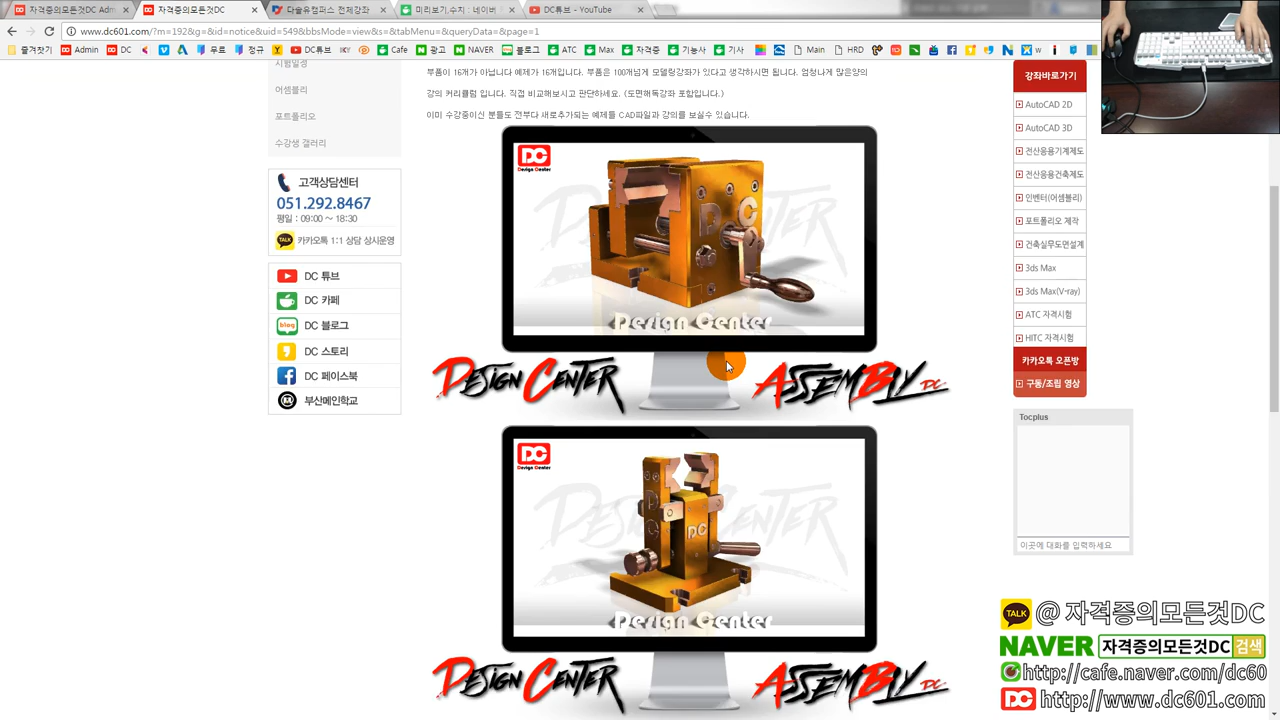 자격증의모든것DC Adm
자격증의모든것DC
다솔유캠퍼스 전체강좌
미리보기,수지 : 네이버
DC튜브 - YouTube
www.dc601.com/?m=192&g=&id=notice&uid=549&bbsMode=view&s=&tabMenu=&queryData=&page=1
즐겨찾기
Admin
DC
무료
정규
DC튜브
Cafe
광고
NAVER
블로그
ATC
Max
자격증
기능사
기사
Main
HRD
시험일정
어셈블리
포트폴리오
수강생 갤러리
고객상담센터
051.292.8467
평일 : 09:00 ~ 18:30
TALK 카카오톡 1:1 상담 상시운영
DC 튜브
DC 카페
blog DC 블로그
DC 스토리
DC 페이스북
부산메인학교
부품이 16개가 아닙니다 예제가 16개입니다. 부품은 100개넘게 모델링강좌가 있다고 생각하시면 됩니다. 엄청나게 많은양의
강의 커리큘럼 입니다. 직접 비교해보시고 판단하세요. (도면해독강좌 포함입니다.)
이미 수강중이신 분들도 전부다 새로추가되는 예제를 CAD파일과 강의를 보실수 있습니다.
DC
Design Center
DESIGN CENTER
D C
Design Center
DESIGN CENTER
ASSEMBLY DC
DC
Design Center
DESIGN CENTER
DC
Design Center
DESIGN CENTER
ASSEMBLY DC
강좌바로가기
AutoCAD 2D
AutoCAD 3D
전산응용기계제도
전산응용건축제도
인벤터(어셈블리)
포트폴리오 제작
건축실무도면설계
3ds Max
3ds Max(V-ray)
ATC 자격시험
HITC 자격시험
카카오톡 오픈방
구동/조립 영상
Tocplus
이곳에 대화를 입력하세요
TALK @ 자격증의모든것DC
NAVER 자격증의모든것DC 검색
http://cafe.naver.com/dc60
DC http://www.dc601.com